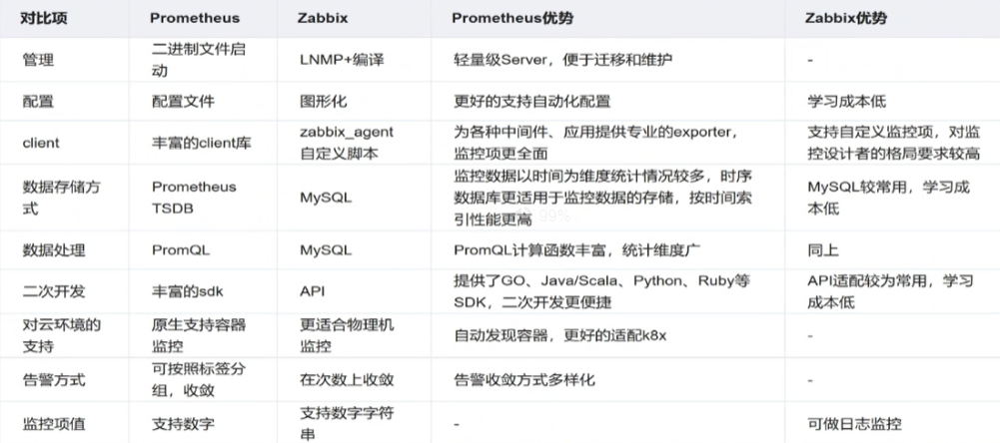 对比项 Prometheus Zabbix Prometheus优势 Zabbix优势
管理 二进制文件启动 LNMP+编译 轻量级Server，便于迁移和维护 -
配置 配置文件 图形化 更好的支持自动化配置 学习成本低
client 丰富的client库 zabbix_agent 自定义脚本 为各种中间件、应用提供专业的exporter，监控项更全面 支持自定义监控项，对监控设计者的格局要求较高
数据存储方式 Prometheus TSDB MySQL 监控数据以时间为维度统计情况较多，时序数据库更适用于监控数据的存储，按时间索引性能更高 MySQL较常用，学习成本低
数据处理 PromQL MySQL PromQL计算函数丰富，统计维度广 同上
二次开发 丰富的sdk API 提供了GO、Java/Scala、Python、Ruby等SDK，二次开发更便捷 API适配较为常用，学习成本低
对云环境的支持 原生支持容器监控 更适合物理机监控 自动发现容器，更好的适配k8x -
告警方式 可按照标签分组，收敛 在次数上收敛 告警收敛方式多样化 -
监控项值 支持数字 支持数字字符串 - 可做日志监控
99%